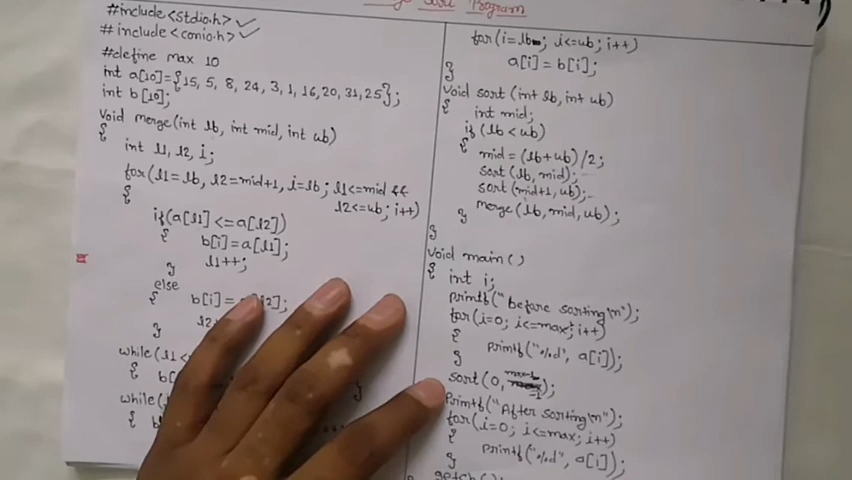 Sort Program
#include<stdio.h>
#include<conio.h>
#define max 10
int a[10]={15, 5, 8, 24, 3, 1, 16, 20, 31, 25};
int b[10];
Void merge(int lb, int mid, int ub)
{
int l1, l2, i;
for(l1=lb, l2=mid+1, i=lb; l1<=mid &&
l2<=ub; i++)
{
if(a[l1]<=a[l2])
{
b[i]=a[l1];
l1++;
}
else
{ b[i]=
l2];
}
while(
{
while(
{
for(i=lb; i<=ub; i++)
a[i]=b[i];
}
Void sort(int lb, int ub)
{
int mid;
if(lb<ub)
{
mid=(lb+ub)/2;
sort(lb, mid);
sort(mid+1, ub);
merge(lb, mid, ub);
}
}
Void main()
{
int i;
printf("before sorting\n");
for(i=0; i<=max; i++)
{
printf("%d", a[i]);
}
sort(0,
);
Printf("After sorting\n");
for(i=0; i<=max; i++)
{
printf("%d", a[i]);
}
getch();